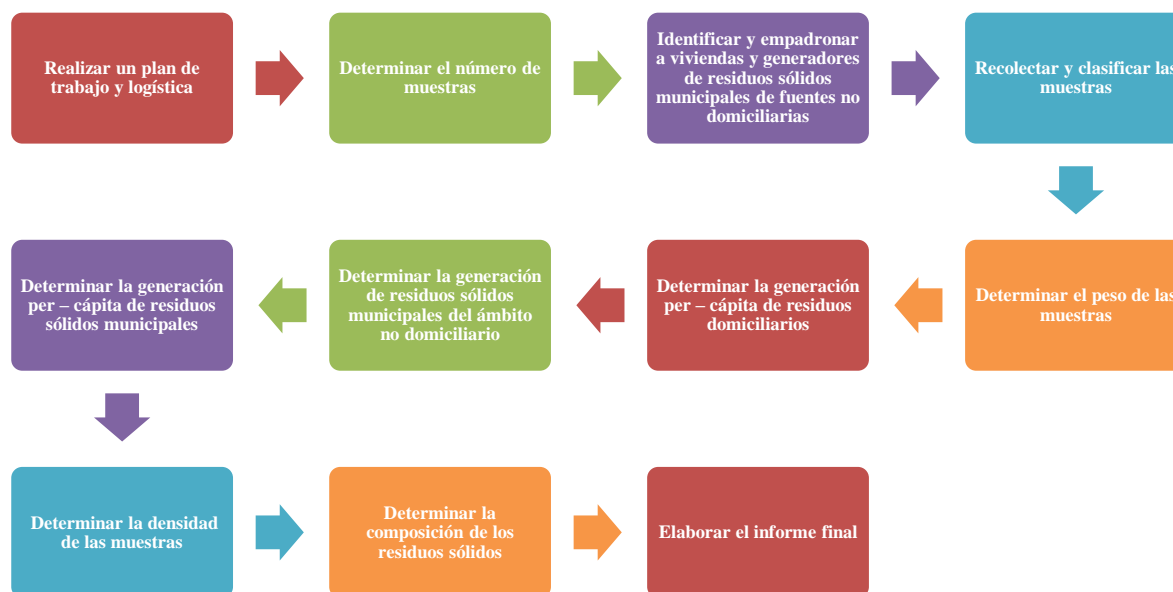 Realizar un plan de
trabajo y logística
Determinar el número de
muestras
Identificar y empadronar
a viviendas y generadores
de residuos sólidos
municipales de fuentes no
domiciliarias
Recolectar y clasificar las
muestras
Determinar el peso de las
muestras
Determinar la generación
per – cápita de residuos
domiciliarios
Determinar la generación
de residuos sólidos
municipales del ámbito
no domiciliario
Determinar la generación
per – cápita de residuos
sólidos municipales
Determinar la densidad
de las muestras
Determinar la
composición de los
residuos sólidos
Elaborar el informe final